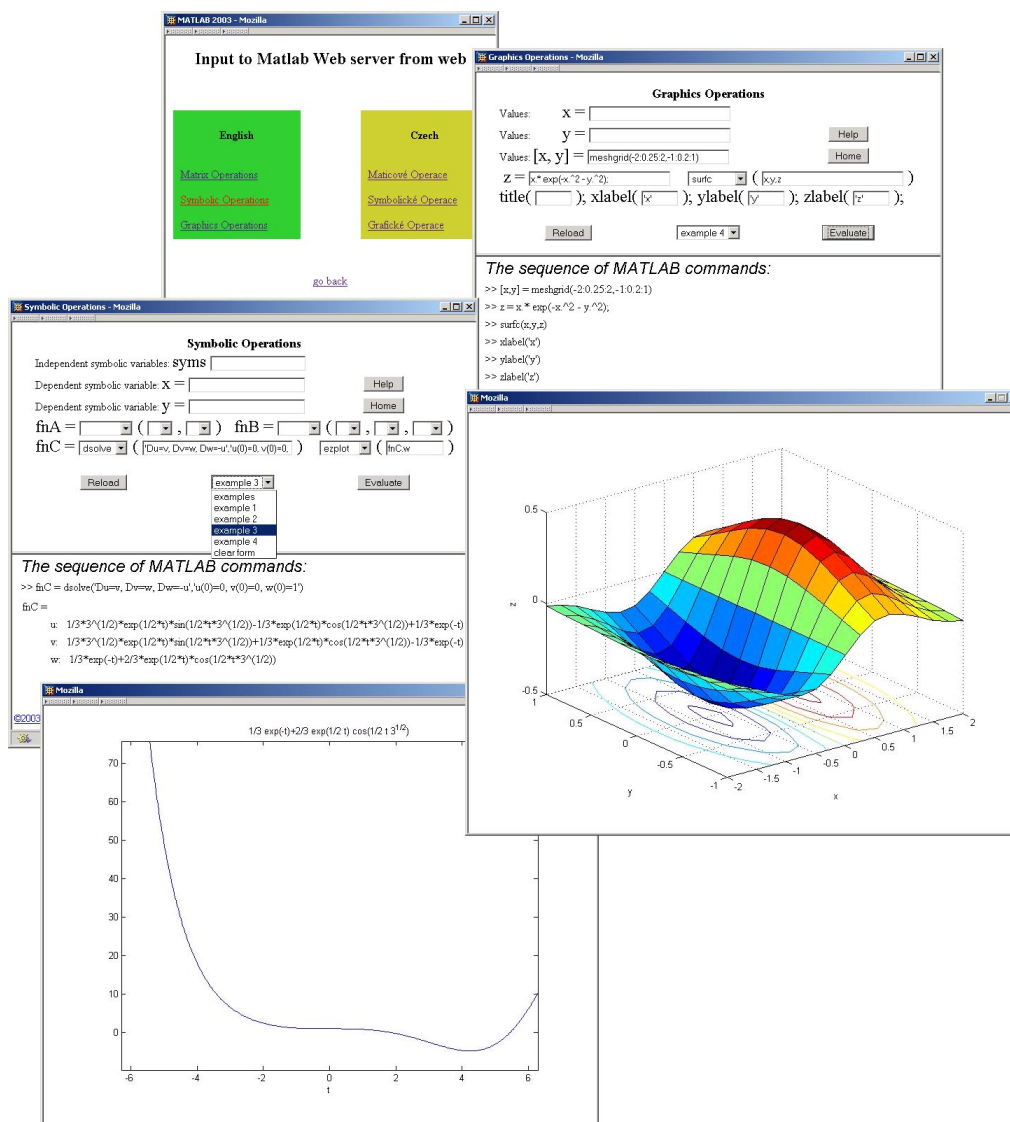 MATLAB 2003 - Mozilla
Input to Matlab Web server from web
English
Matrix Operations
Symbolic Operations
Graphics Operations
Czech
Maticové Operace
Symbolické Operace
Grafické Operace
go back
Graphics Operations - Mozilla
Graphics Operations
Values: x =
Values: y =
Help
Values: [x, y] = meshgrid(-2:0.25:2,-1:0.2:1)
Home
z = x.* exp(-x.^2 - y.^2); surfc ( x,y,z )
title( ); xlabel( 'x' ); ylabel( 'y' ); zlabel( 'z' );
Reload example 4 Evaluate
The sequence of MATLAB commands:
>> [x,y] = meshgrid(-2:0.25:2,-1:0.2:1)
>> z = x.* exp(-x.^2 - y.^2);
>> surfc(x,y,z)
>> xlabel('x')
>> ylabel('y')
>> zlabel('z')
Symbolic Operations - Mozilla
Symbolic Operations
Independent symbolic variables: syms
Dependent symbolic variable: x =
Help
Dependent symbolic variable: y =
Home
fnA = ( , ) fnB = ( , , )
fnC = dsolve ( 'Du=v, Dv=w, Dw=-u','u(0)=0, v(0)=0, ) ezplot ( fnC.w )
Reload example 3 Evaluate
examples
example 1
example 2
example 3
example 4
clear form
The sequence of MATLAB commands:
>> fnC = dsolve('Du=v, Dv=w, Dw=-u','u(0)=0, v(0)=0, w(0)=1')
fnC =
u: 1/3*3^(1/2)*exp(1/2*t)*sin(1/2*t*3^(1/2))-1/3*exp(1/2*t)*cos(1/2*t*3^(1/2))+1/3*exp(-t)
v: 1/3*3^(1/2)*exp(1/2*t)*sin(1/2*t*3^(1/2))+1/3*exp(1/2*t)*cos(1/2*t*3^(1/2))-1/3*exp(-t)
w: 1/3*exp(-t)+2/3*exp(1/2*t)*cos(1/2*t*3^(1/2))
©2003
Mozilla
0.5
0
-0.5
z
1
0.5
0
-0.5
-1
y
-2
-1.5
-1
-0.5
0
0.5
1
1.5
2
x
Mozilla
1/3 exp(-t)+2/3 exp(1/2 t) cos(1/2 t 3^1/2)
70
60
50
40
30
20
10
0
-6 -4 -2 0 2 4 6
t